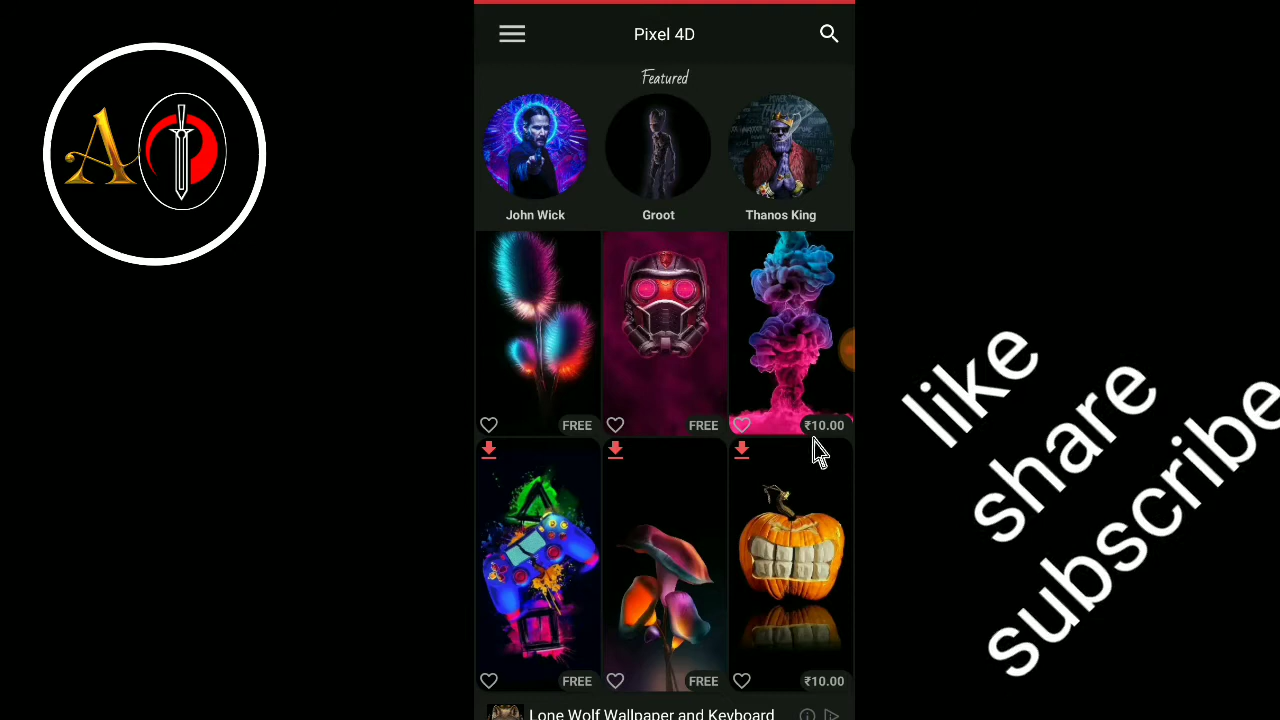 A
Pixel 4D
Featured
John Wick
Groot
Thanos King
FREE
FREE
₹10.00
FREE
FREE
₹10.00
Lone Wolf Wallpaper and Keyboard
like
share
subscribe